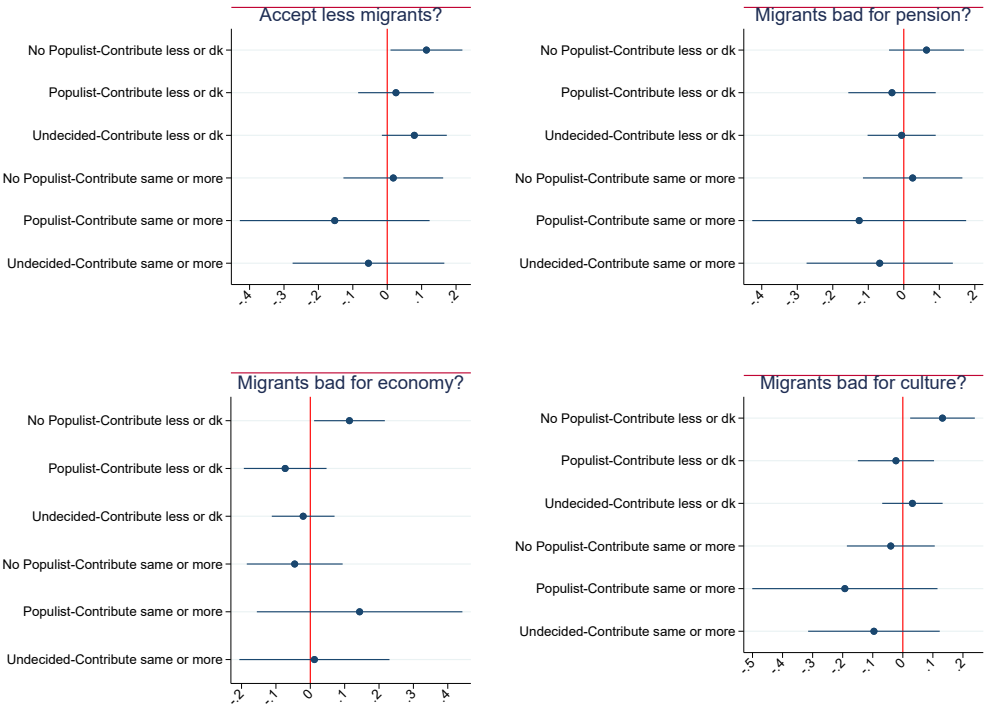 Accept less migrants?
No Populist-Contribute less or dk
Populist-Contribute less or dk
Undecided-Contribute less or dk
No Populist-Contribute same or more
Populist-Contribute same or more
Undecided-Contribute same or more
-.4 -.3 -.2 -.1 0 .1 .2
Migrants bad for pension?
No Populist-Contribute less or dk
Populist-Contribute less or dk
Undecided-Contribute less or dk
No Populist-Contribute same or more
Populist-Contribute same or more
Undecided-Contribute same or more
-.4 -.3 -.2 -.1 0 .1 .2
Migrants bad for economy?
No Populist-Contribute less or dk
Populist-Contribute less or dk
Undecided-Contribute less or dk
No Populist-Contribute same or more
Populist-Contribute same or more
Undecided-Contribute same or more
-.2 -.1 0 .1 .2 .3 .4
Migrants bad for culture?
No Populist-Contribute less or dk
Populist-Contribute less or dk
Undecided-Contribute less or dk
No Populist-Contribute same or more
Populist-Contribute same or more
Undecided-Contribute same or more
-.5 -.4 -.3 -.2 -.1 0 .1 .2